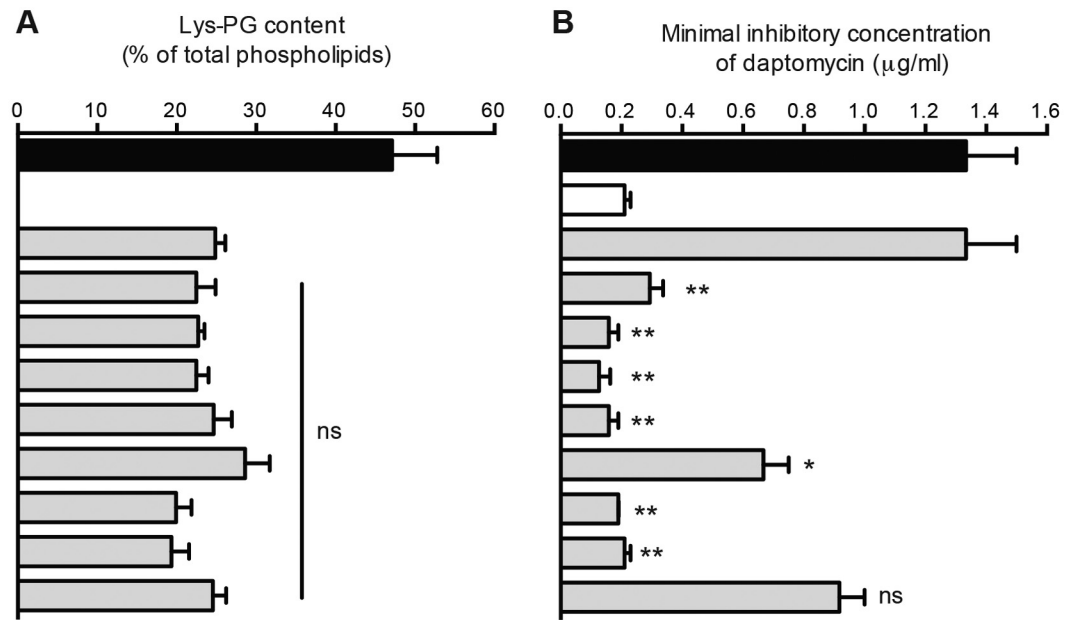 A
Lys-PG content
(% of total phospholipids)
0 10 20 30 40 50 60
ns
B
Minimal inhibitory concentration
of daptomycin (µg/ml)
0.0 0.2 0.4 0.6 0.8 1.0 1.2 1.4 1.6
**
**
**
**
*
**
**
ns